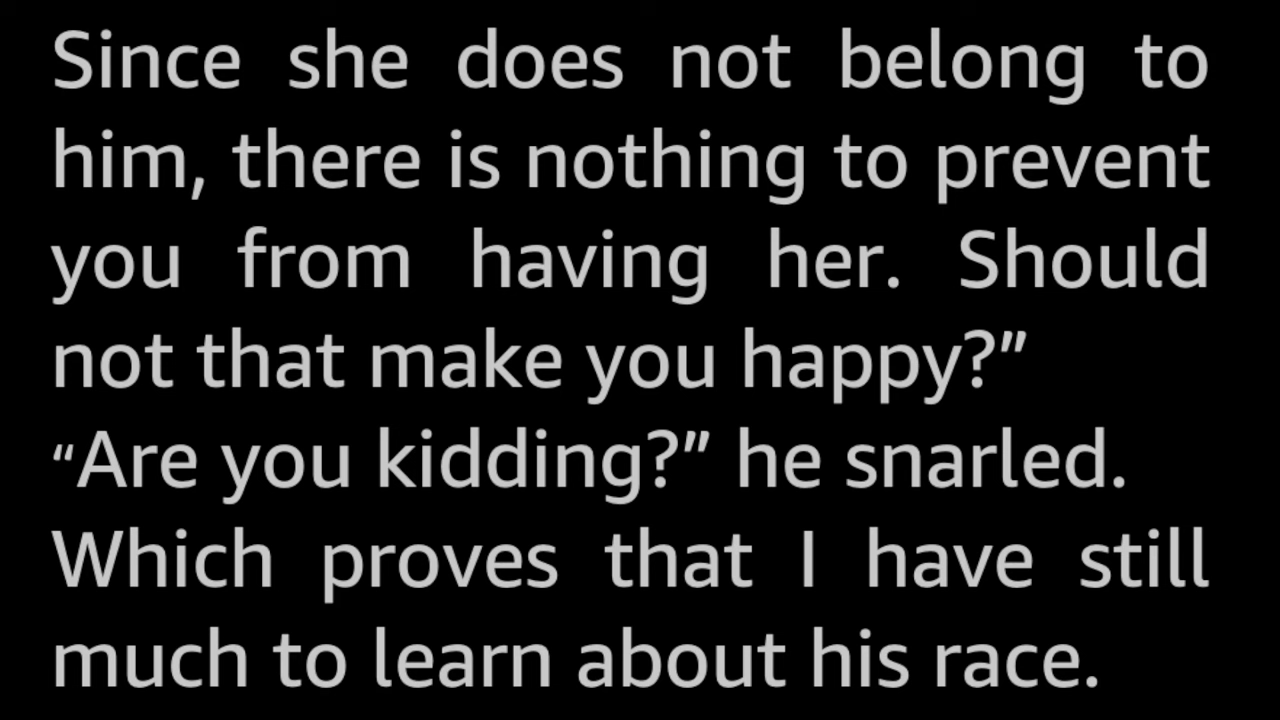 Since she does not belong to
him, there is nothing to prevent
you from having her. Should
not that make you happy?”
“Are you kidding?” he snarled.
Which proves that I have still
much to learn about his race.